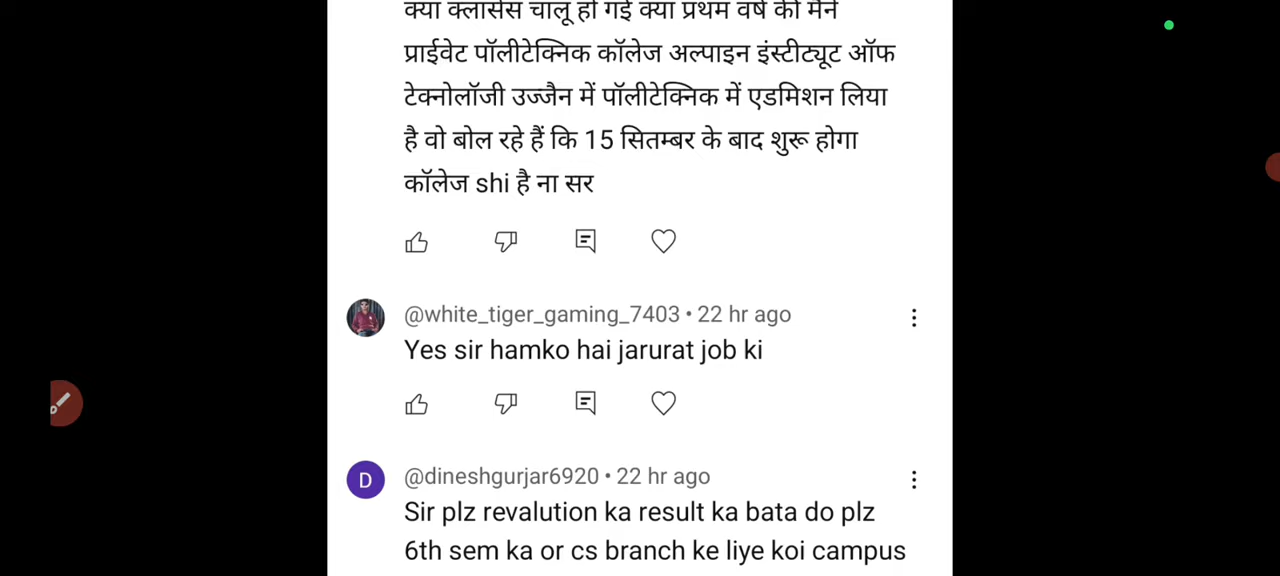 क्या क्लासेस चालू हो गई क्या प्रथम वर्ष की मैने
प्राईवेट पॉलीटेक्निक कॉलेज अल्पाइन इंस्टीट्यूट ऑफ
टेक्नोलॉजी उज्जैन में पॉलीटेक्निक में एडमिशन लिया
है वो बोल रहे हैं कि 15 सितम्बर के बाद शुरू होगा
कॉलेज shi है ना सर
@white_tiger_gaming_7403 • 22 hr ago
Yes sir hamko hai jarurat job ki
D
@dineshgurjar6920 • 22 hr ago
Sir plz revalution ka result ka bata do plz
6th sem ka or cs branch ke liye koi campus